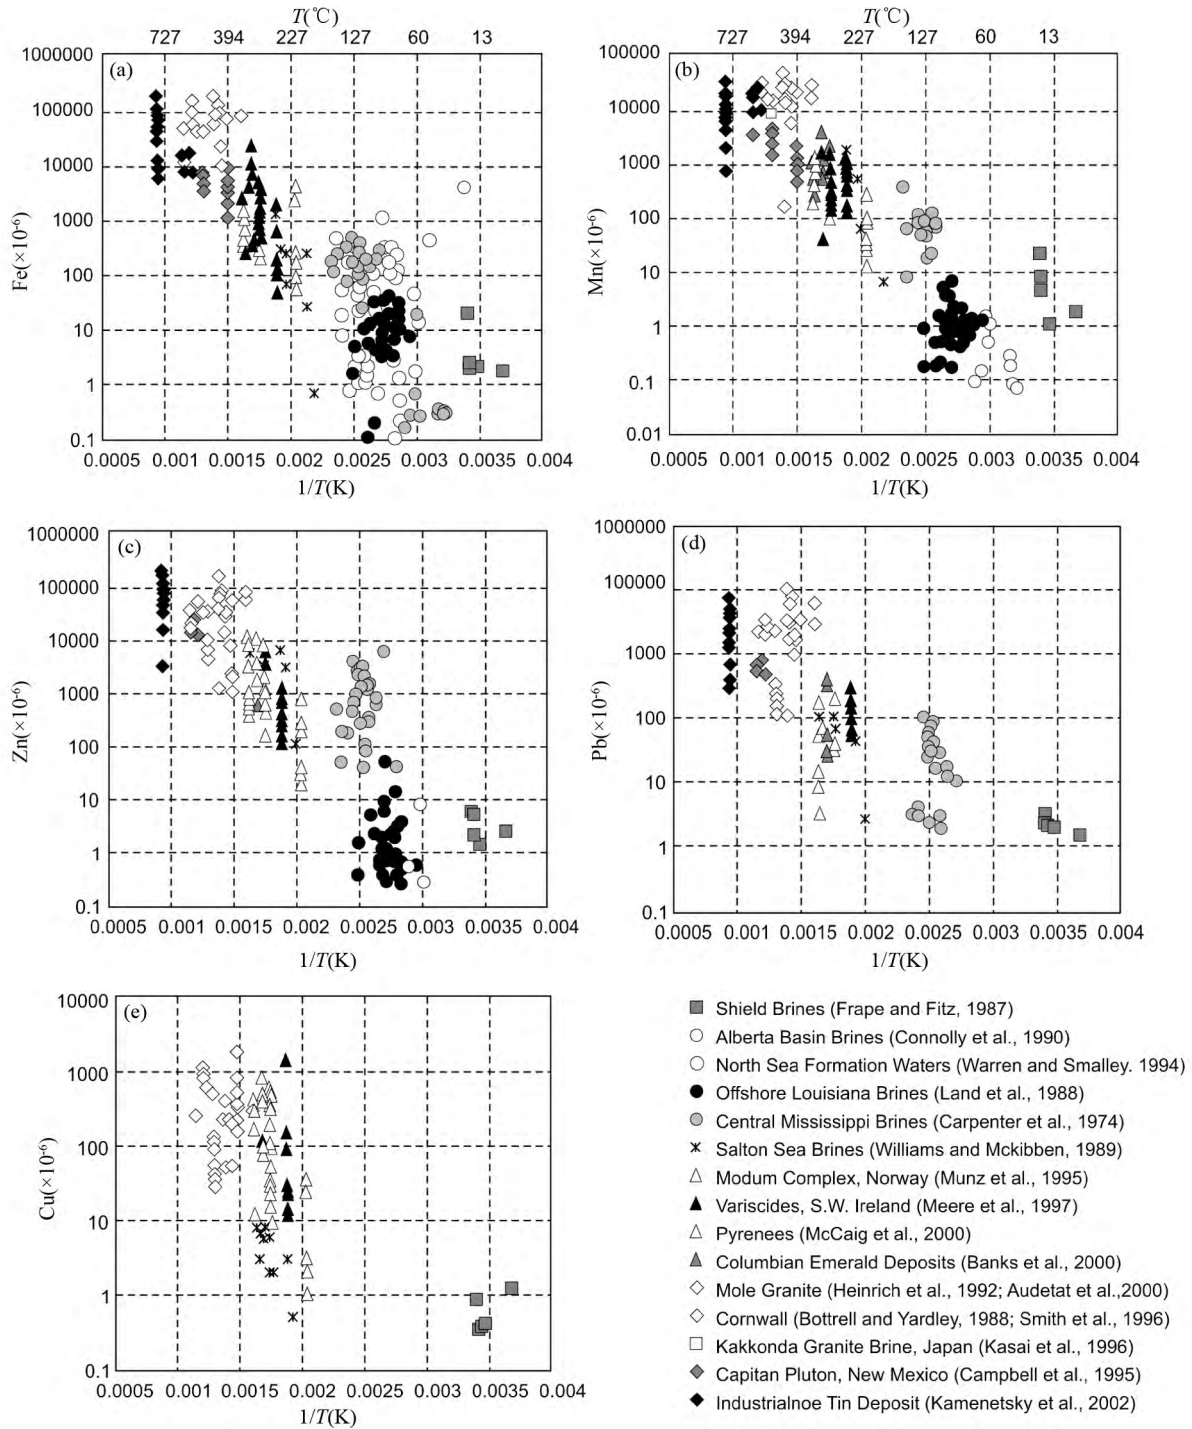 T(℃)
727 394 227 127 60 13
(a)
1000000
100000
10000
1000
100
10
1
0.1
Fe(×10⁻⁶)
0.0005 0.001 0.0015 0.002 0.0025 0.003 0.0035 0.004
1/T(K)
T(℃)
727 394 227 127 60 13
(b)
100000
10000
1000
100
10
1
0.1
0.01
Mn(×10⁻⁶)
0.0005 0.001 0.0015 0.002 0.0025 0.003 0.0035 0.004
1/T(K)
(c)
1000000
100000
10000
1000
100
10
1
0.1
Zn(×10⁻⁶)
0.0005 0.001 0.0015 0.002 0.0025 0.003 0.0035 0.004
1/T(K)
(d)
1000000
100000
10000
1000
100
10
1
0.1
Pb(×10⁻⁶)
0.0005 0.001 0.0015 0.002 0.0025 0.003 0.0035 0.004
1/T(K)
(e)
10000
1000
100
10
1
0.1
Cu(×10⁻⁶)
0.0005 0.001 0.0015 0.002 0.0025 0.003 0.0035 0.004
1/T(K)
Shield Brines (Frape and Fitz, 1987)
Alberta Basin Brines (Connolly et al., 1990)
North Sea Formation Waters (Warren and Smalley. 1994)
Offshore Louisiana Brines (Land et al., 1988)
Central Mississippi Brines (Carpenter et al., 1974)
Salton Sea Brines (Williams and Mckibben, 1989)
Modum Complex, Norway (Munz et al., 1995)
Variscides, S.W. Ireland (Meere et al., 1997)
Pyrenees (McCaig et al., 2000)
Columbian Emerald Deposits (Banks et al., 2000)
Mole Granite (Heinrich et al., 1992; Audetat et al.,2000)
Cornwall (Bottrell and Yardley, 1988; Smith et al., 1996)
Kakkonda Granite Brine, Japan (Kasai et al., 1996)
Capitan Pluton, New Mexico (Campbell et al., 1995)
Industrialnoe Tin Deposit (Kamenetsky et al., 2002)